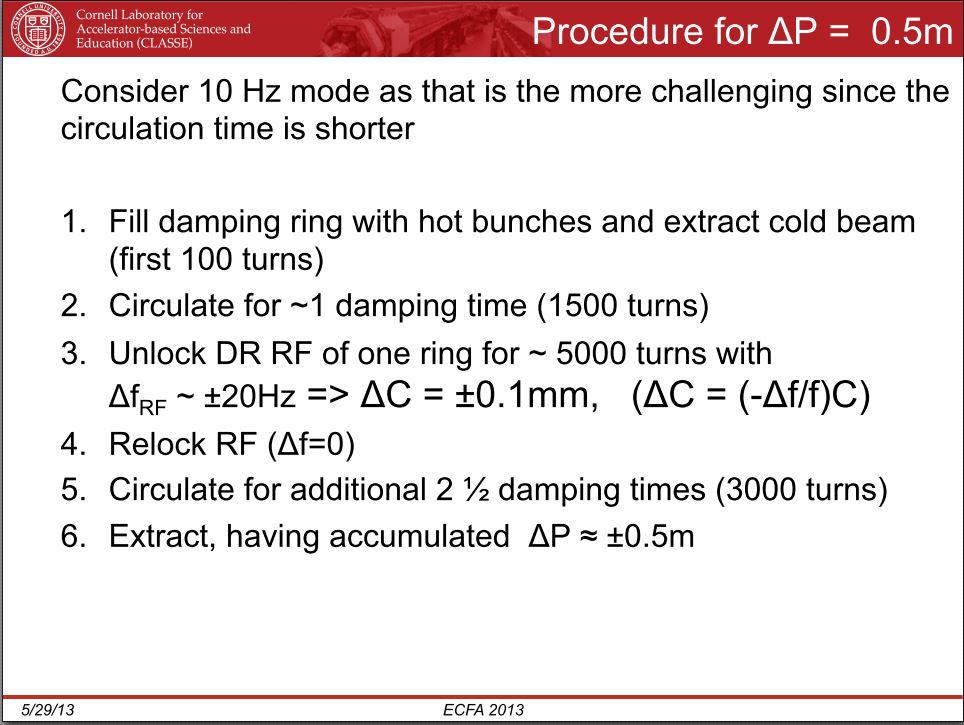 Cornell Laboratory for
Accelerator-based Sciences and
Education (CLASSE)
Procedure for ΔP = 0.5m
Consider 10 Hz mode as that is the more challenging since the
circulation time is shorter
1. Fill damping ring with hot bunches and extract cold beam
(first 100 turns)
2. Circulate for ~1 damping time (1500 turns)
3. Unlock DR RF of one ring for ~ 5000 turns with
Δf_RF ~ ±20Hz => ΔC = ±0.1mm, (ΔC = (-Δf/f)C)
4. Relock RF (Δf=0)
5. Circulate for additional 2 ½ damping times (3000 turns)
6. Extract, having accumulated ΔP ≈ ±0.5m
5/29/13
ECFA 2013